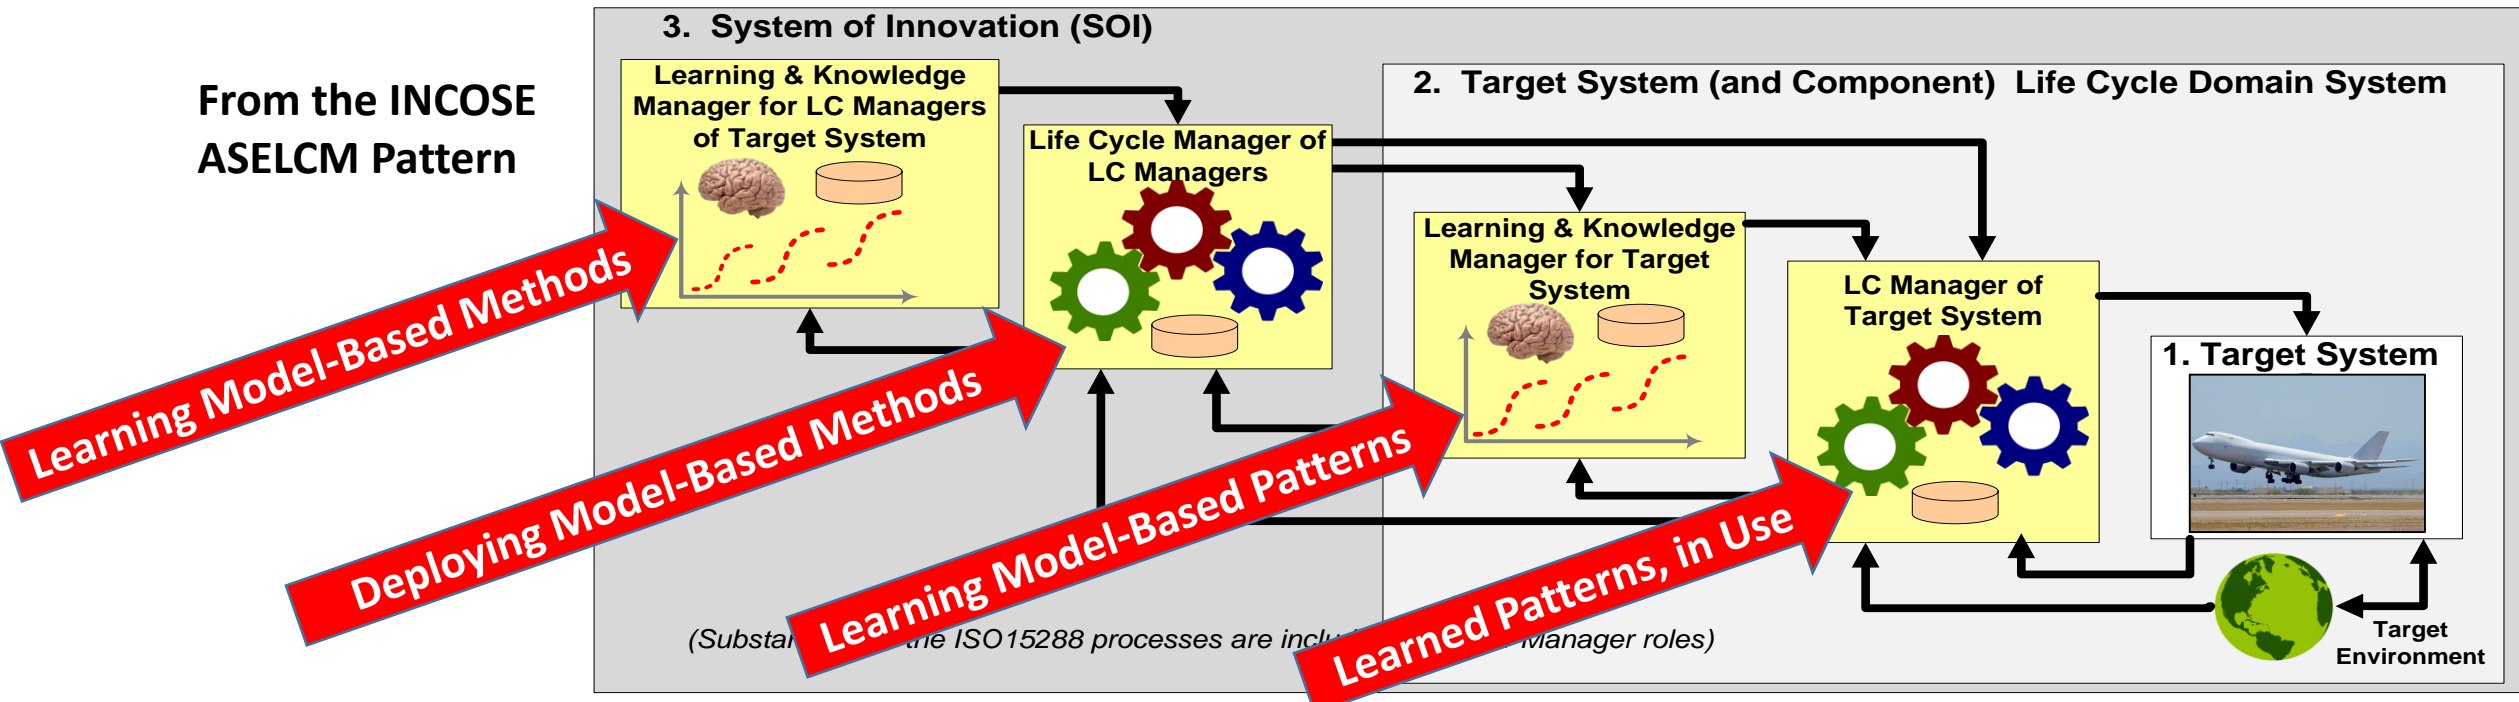 3. System of Innovation (SOI)
From the INCOSE
ASELCM Pattern
Learning & Knowledge
Manager for LC Managers
of Target System
2. Target System (and Component) Life Cycle Domain System
Life Cycle Manager of
LC Managers
Learning & Knowledge
Manager for Target
System
LC Manager of
Target System
1. Target System
Learning Model-Based Methods
Deploying Model-Based Methods
Learning Model-Based Patterns
Learned Patterns, in Use
(Substan the ISO15288 processes are inclu Manager roles)
Target
Environment